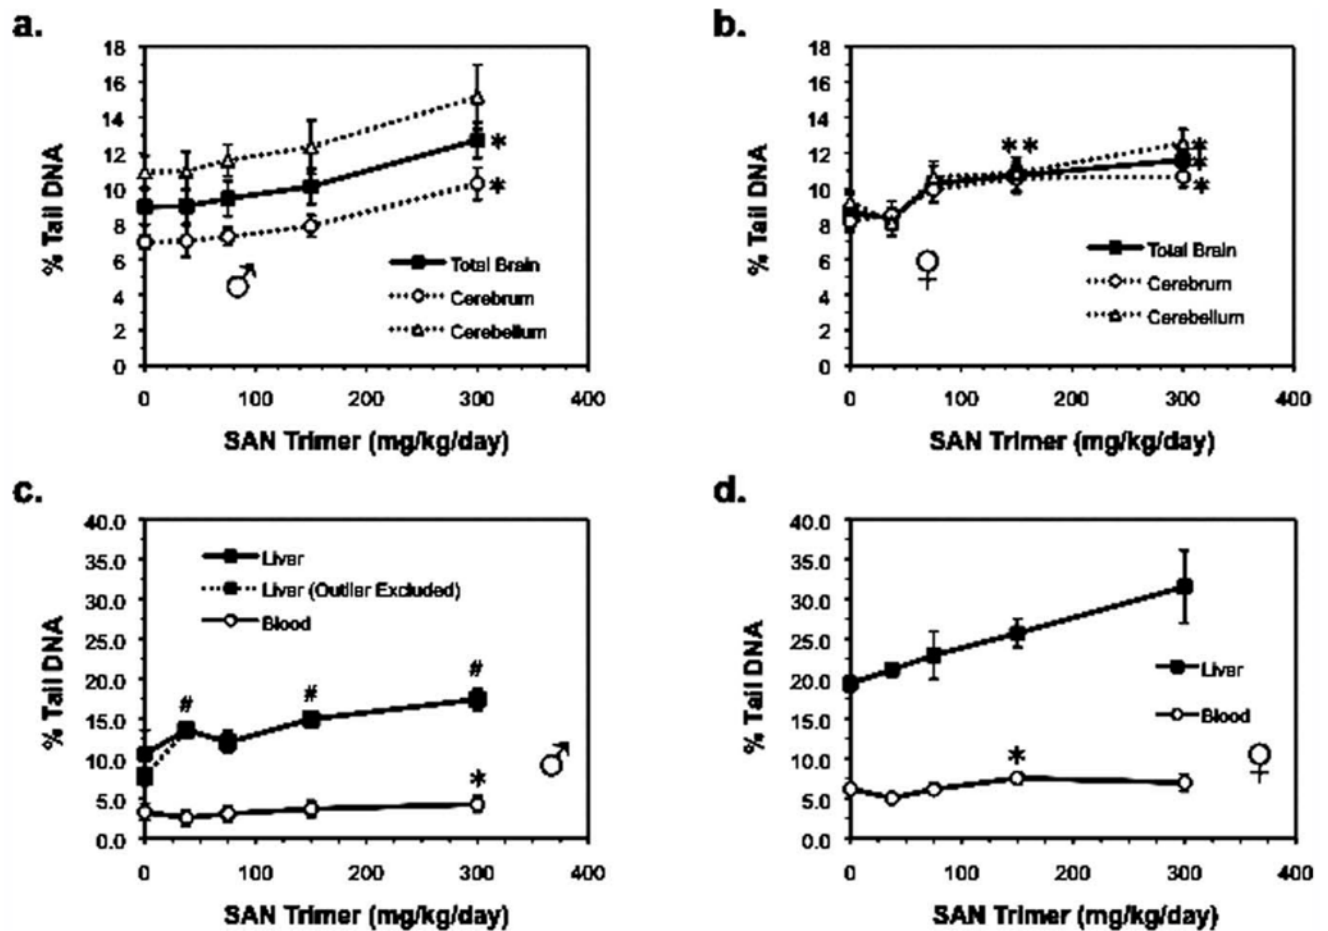 a.
18
16
14
12
10
8
6
4
2
0
% Tail DNA
*
*
Total Brain
Cerebrum
Cerebellum
♂
0 100 200 300 400
SAN Trimer (mg/kg/day)
b.
18
16
14
12
10
8
6
4
2
0
% Tail DNA
**
*
*
*
Total Brain
Cerebrum
Cerebellum
♀
0 100 200 300 400
SAN Trimer (mg/kg/day)
c.
40.0
35.0
30.0
25.0
20.0
15.0
10.0
5.0
0.0
% Tail DNA
Liver
Liver (Outlier Excluded)
Blood
# # #
*
♂
0 100 200 300 400
SAN Trimer (mg/kg/day)
d.
40.0
35.0
30.0
25.0
20.0
15.0
10.0
5.0
0.0
% Tail DNA
Liver
Blood
*
♀
0 100 200 300 400
SAN Trimer (mg/kg/day)